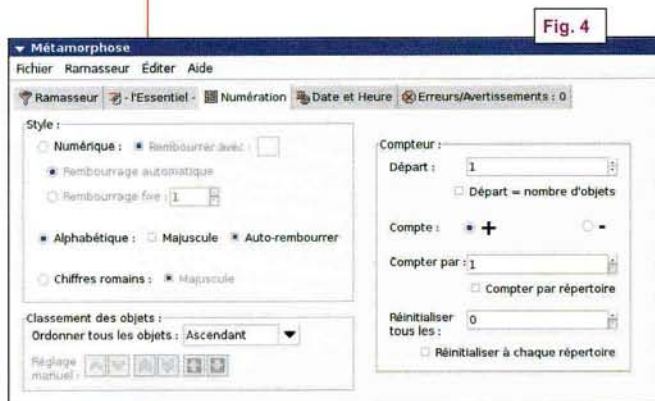 Fig. 4
Métamorphose
Fichier Ramasseur Éditer Aide
Ramasseur - l'Essentiel - Numération Date et Heure Erreurs/Avertissements : 0
Style :
Numérique : Rembourrer avec :
Rembourrage automatique
Rembourrage fixe : 1
Alphabétique : Majuscule Auto-rembourrer
Chiffres romains : Majuscule
Classement des objets :
Ordonner tous les objets : Ascendant
Réglage
manuel :
Compteur :
Départ : 1
Départ = nombre d'objets
Compte : + -
Compter par : 1
Compter par répertoire
Réinitialiser
tous les : 0
Réinitialiser à chaque répertoire